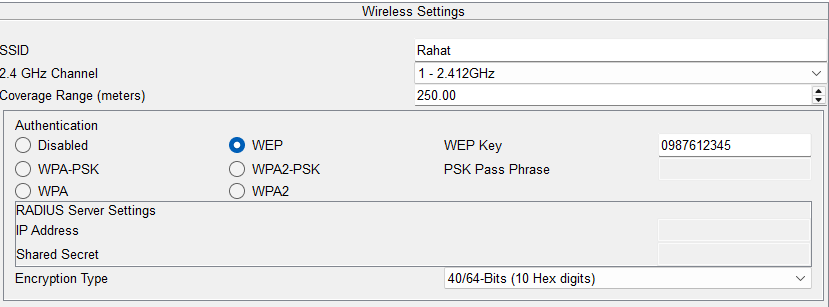 Wireless Settings
SSID Rahat
2.4 GHz Channel 1 - 2.412GHz
Coverage Range (meters) 250.00
Authentication
Disabled WEP WEP Key 0987612345
WPA-PSK WPA2-PSK PSK Pass Phrase
WPA WPA2
RADIUS Server Settings
IP Address
Shared Secret
Encryption Type 40/64-Bits (10 Hex digits)